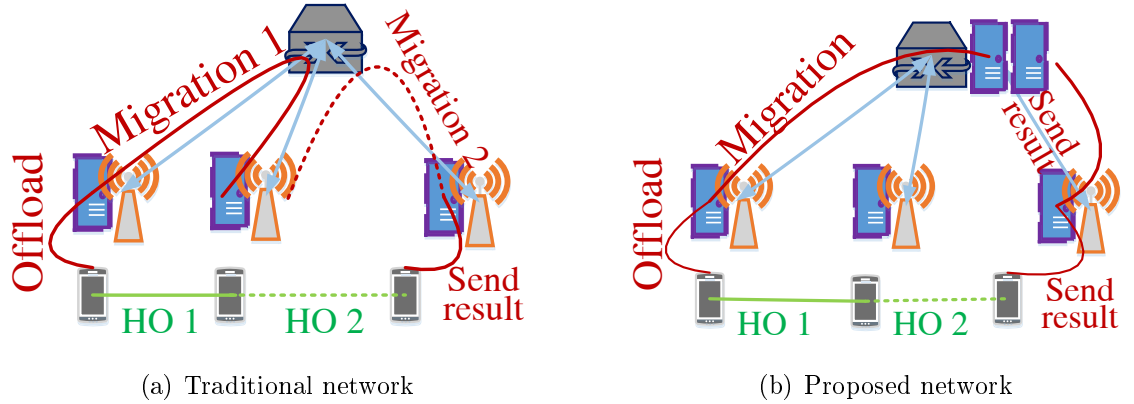 Migration 1
Migration 2
Offload
Send
result
HO 1
HO 2
(a) Traditional network
Migration
Send
result
Offload
Send
result
HO 1
HO 2
(b) Proposed network